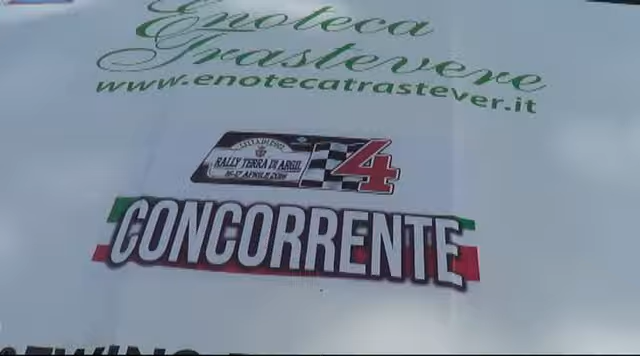 Enoteca
Trastevere
www.enotecatrastever.it
RALLY TERRA DI ARGIL
4
CONCORRENTE